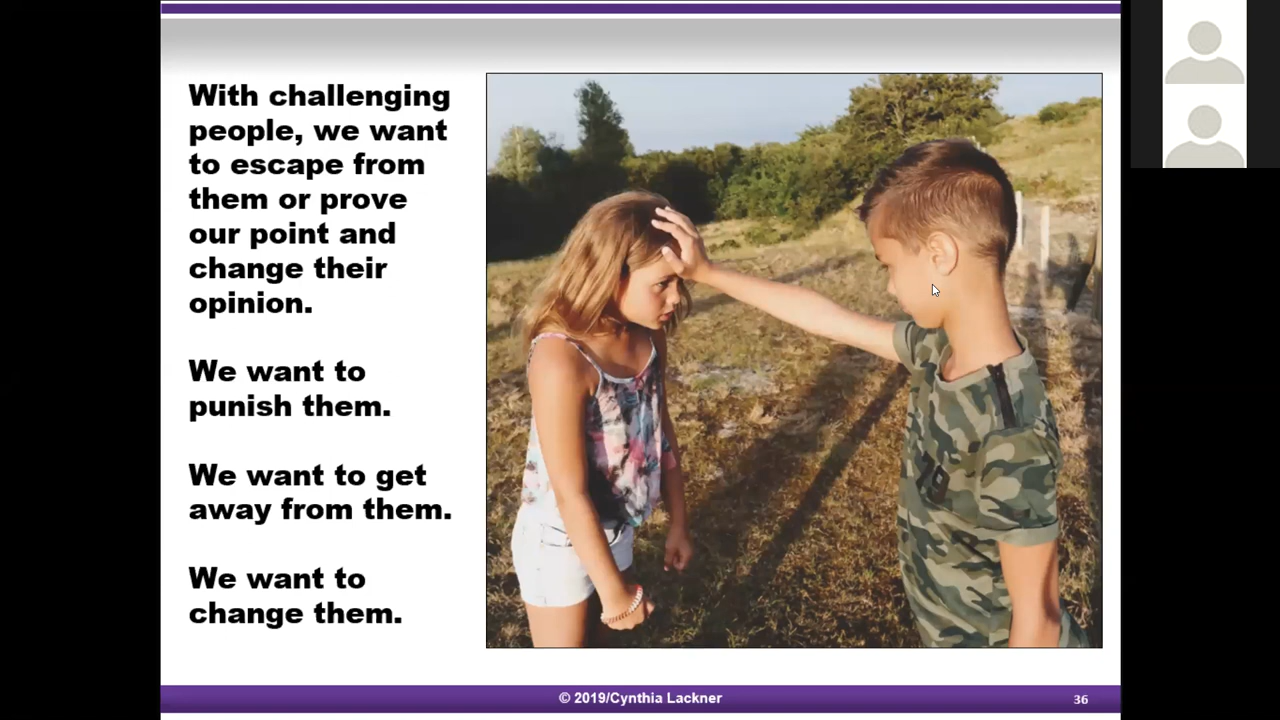 With challenging
people, we want
to escape from
them or prove
our point and
change their
opinion.
We want to
punish them.
We want to get
away from them.
We want to
change them.
79
© 2019/Cynthia Lackner
36